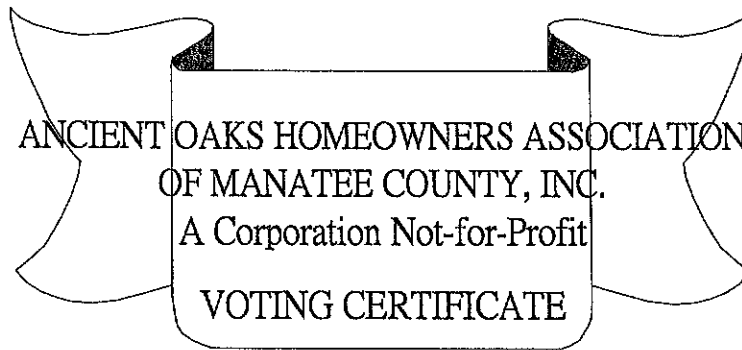 ANCIENT OAKS HOMEOWNERS ASSOCIATION
OF MANATEE COUNTY, INC.
A Corporation Not-for-Profit
VOTING CERTIFICATE